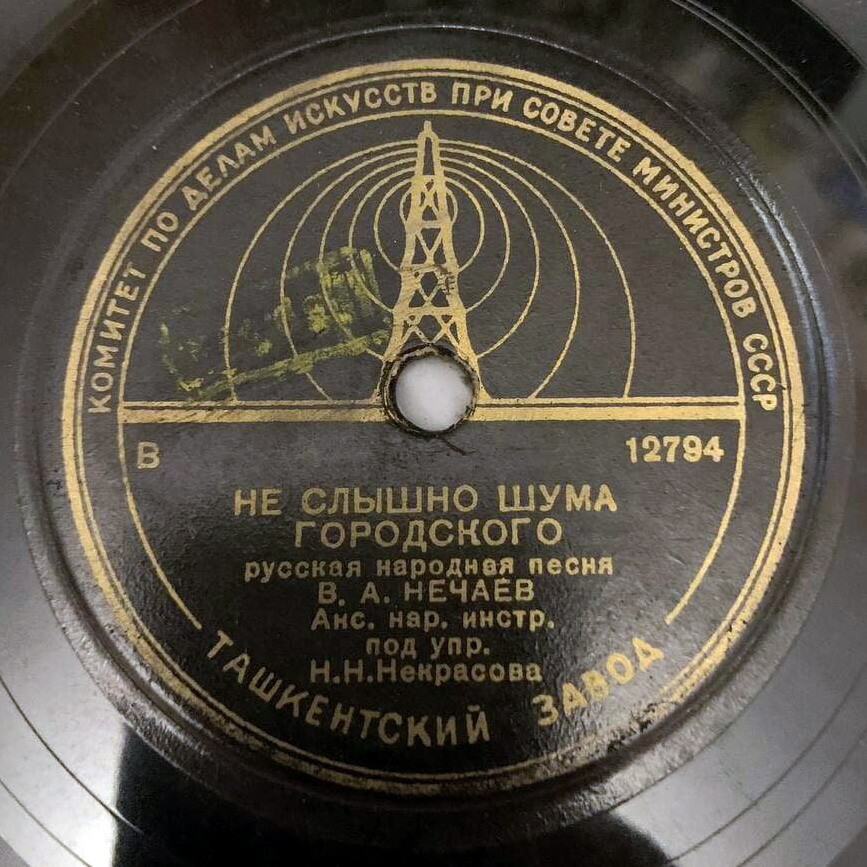 КОМИТЕТ ПО ДЕЛАМ ИСКУССТВ ПРИ СОВЕТЕ МИНИСТРОВ СССР
В 12794
НЕ СЛЫШНО ШУМА
ГОРОДСКОГО
русская народная песня
В. А. НЕЧАЕВ
Анс. нар. инстр.
под упр.
Н.Н.Некрасова
ТАШКЕНТСКИЙ ЗАВОД